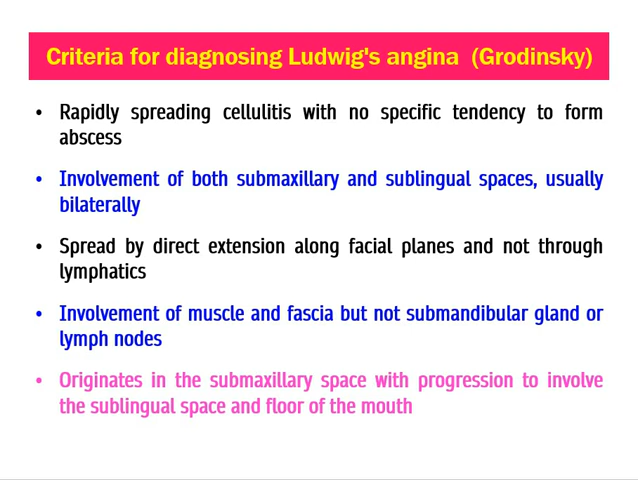 Criteria for diagnosing Ludwig's angina (Grodinsky)
• Rapidly spreading cellulitis with no specific tendency to form
abscess
• Involvement of both submaxillary and sublingual spaces, usually
bilaterally
• Spread by direct extension along facial planes and not through
lymphatics
• Involvement of muscle and fascia but not submandibular gland or
lymph nodes
• Originates in the submaxillary space with progression to involve
the sublingual space and floor of the mouth